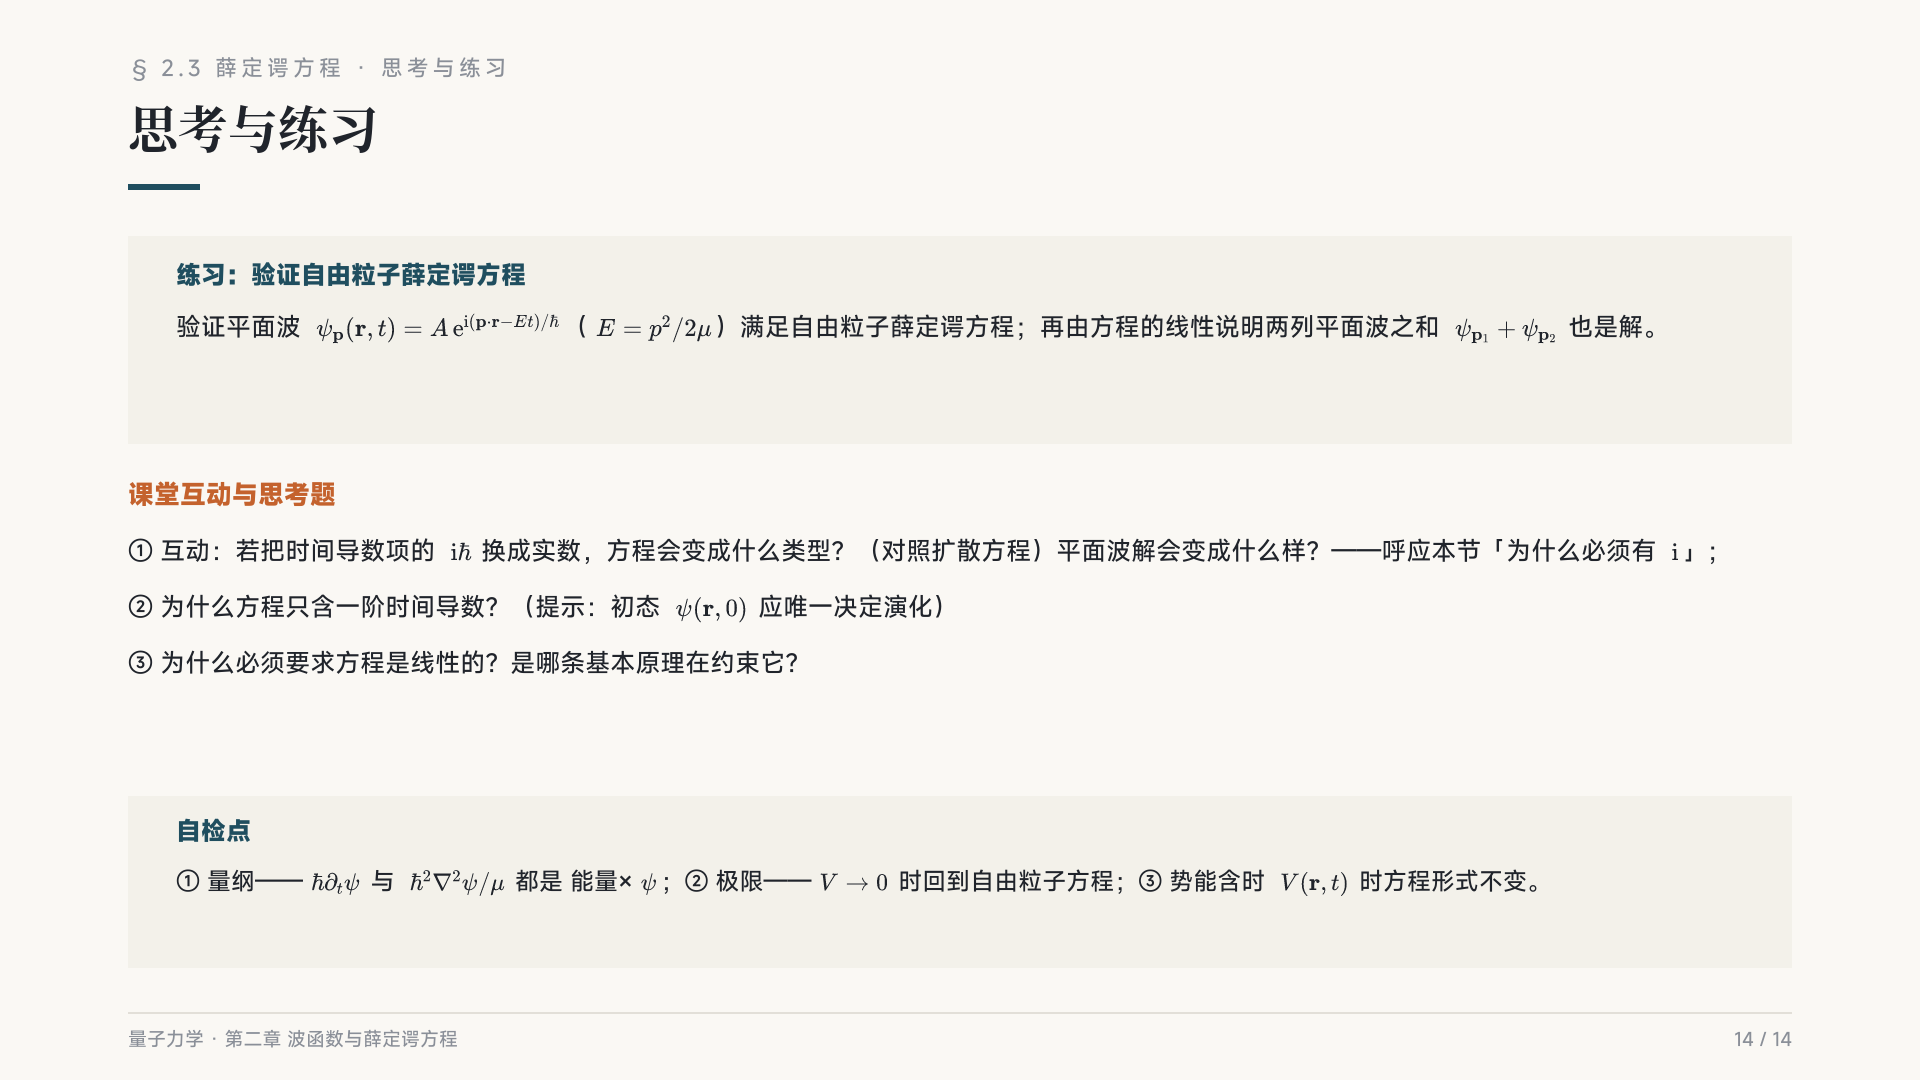 § 2.3 薛定谔方程 · 思考与练习
思考与练习
练习：验证自由粒子薛定谔方程
验证平面波 ψ_𝐩(𝐫, t) = A e^{i(𝐩·𝐫−Et)/ħ} （ E = p²/2μ）满足自由粒子薛定谔方程；再由方程的线性说明两列平面波之和 ψ_{𝐩₁} + ψ_{𝐩₂} 也是解。
课堂互动与思考题
① 互动：若把时间导数项的 iħ 换成实数，方程会变成什么类型？（对照扩散方程）平面波解会变成什么样？——呼应本节「为什么必须有 i」；
② 为什么方程只含一阶时间导数？（提示：初态 ψ(𝐫, 0) 应唯一决定演化）
③ 为什么必须要求方程是线性的？是哪条基本原理在约束它？
自检点
① 量纲—— ħ∂ₜψ 与 ħ²∇²ψ/μ 都是 能量× ψ；② 极限—— V → 0 时回到自由粒子方程；③ 势能含时 V(𝐫, t) 时方程形式不变。
量子力学 · 第二章 波函数与薛定谔方程
14 / 14